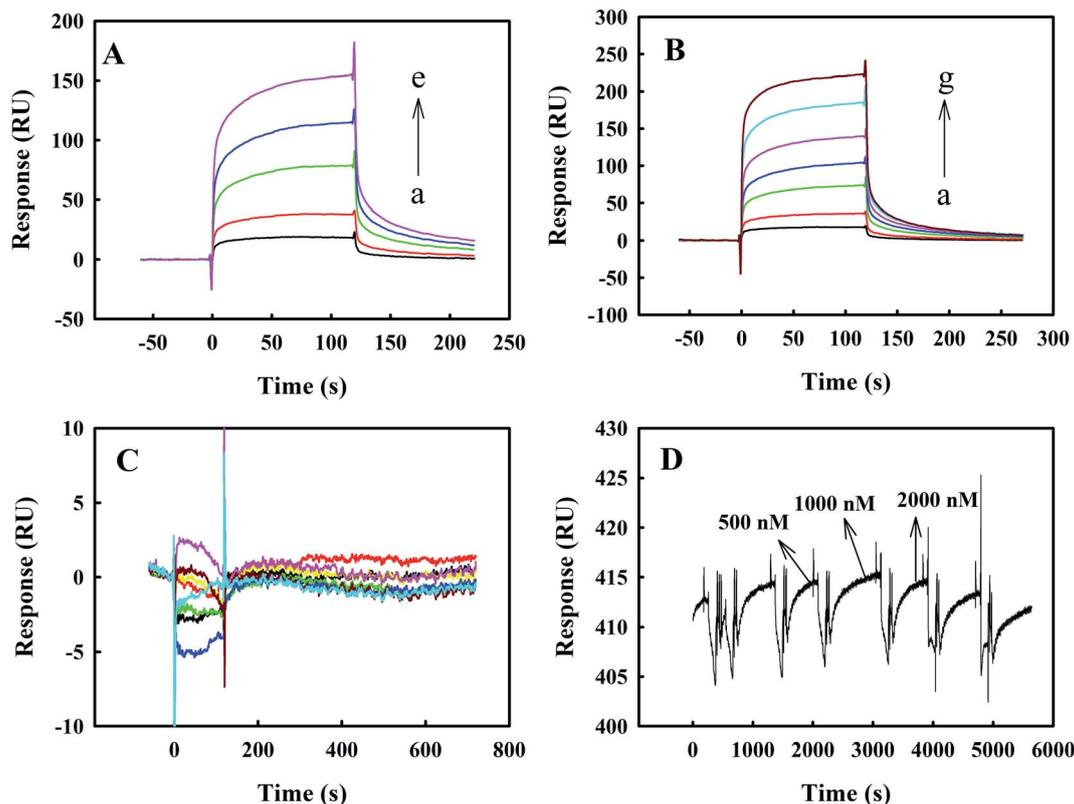 A
e
a
200
150
100
50
0
-50
Response (RU)
-50 0 50 100 150 200 250
Time (s)
B
g
a
300
250
200
150
100
50
0
-50
-100
Response (RU)
-50 0 50 100 150 200 250 300
Time (s)
C
10
5
0
-5
-10
Response (RU)
0 200 400 600 800
Time (s)
D
500 nM
1000 nM
2000 nM
430
425
420
415
410
405
400
Response (RU)
0 1000 2000 3000 4000 5000 6000
Time (s)